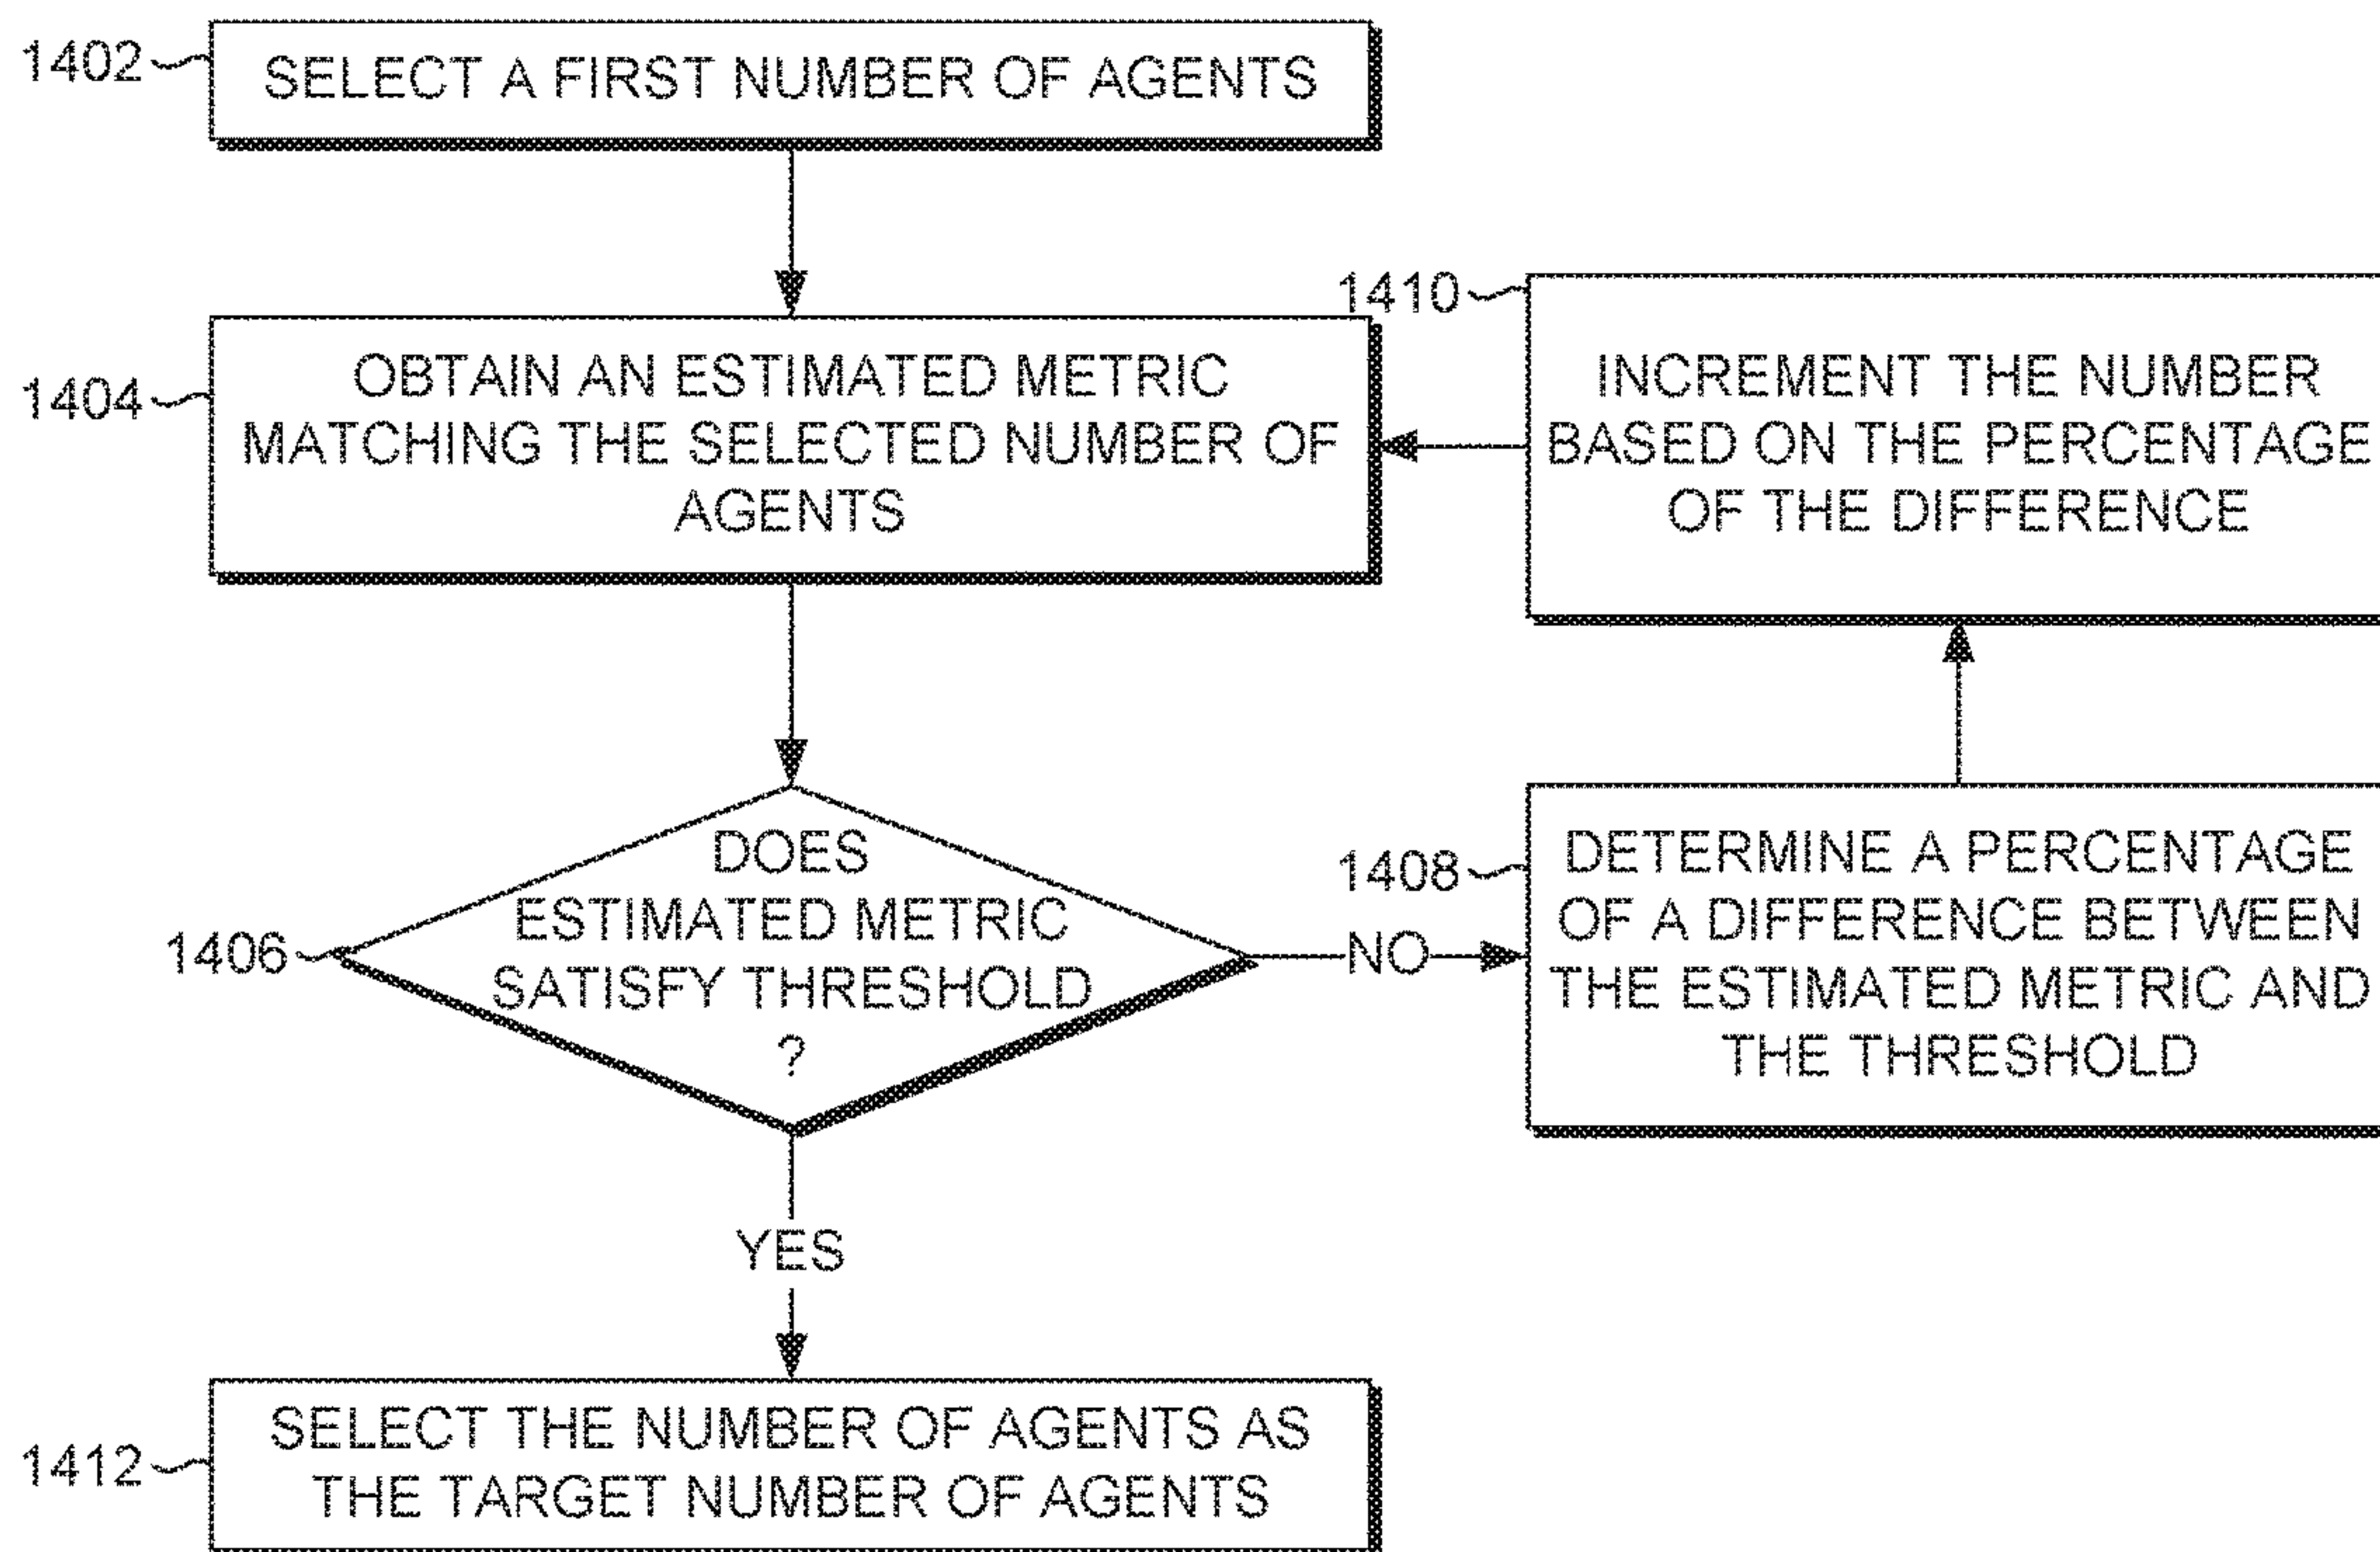 1402
SELECT A FIRST NUMBER OF AGENTS
1404
OBTAIN AN ESTIMATED METRIC
MATCHING THE SELECTED NUMBER OF
AGENTS
1410
INCREMENT THE NUMBER
BASED ON THE PERCENTAGE
OF THE DIFFERENCE
1406
DOES
ESTIMATED METRIC
SATISFY THRESHOLD
?
NO
1408
DETERMINE A PERCENTAGE
OF A DIFFERENCE BETWEEN
THE ESTIMATED METRIC AND
THE THRESHOLD
YES
1412
SELECT THE NUMBER OF AGENTS AS
THE TARGET NUMBER OF AGENTS